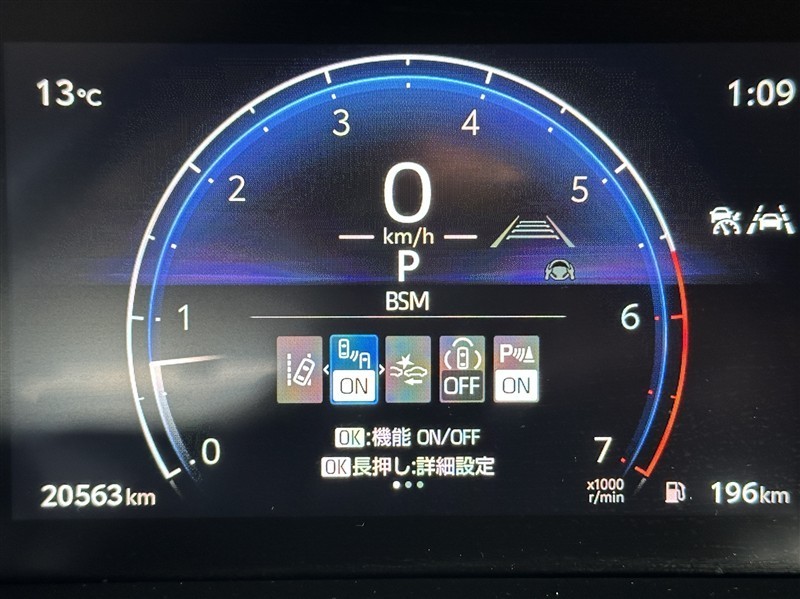 13℃
1:09
3
4
2
0
5
km/h
P
BSM
1
6
ON
OFF
P
ON
OK:機能 ON/OFF
0
7
OK長押し:詳細設定
x1000
r/min
20563km
196km